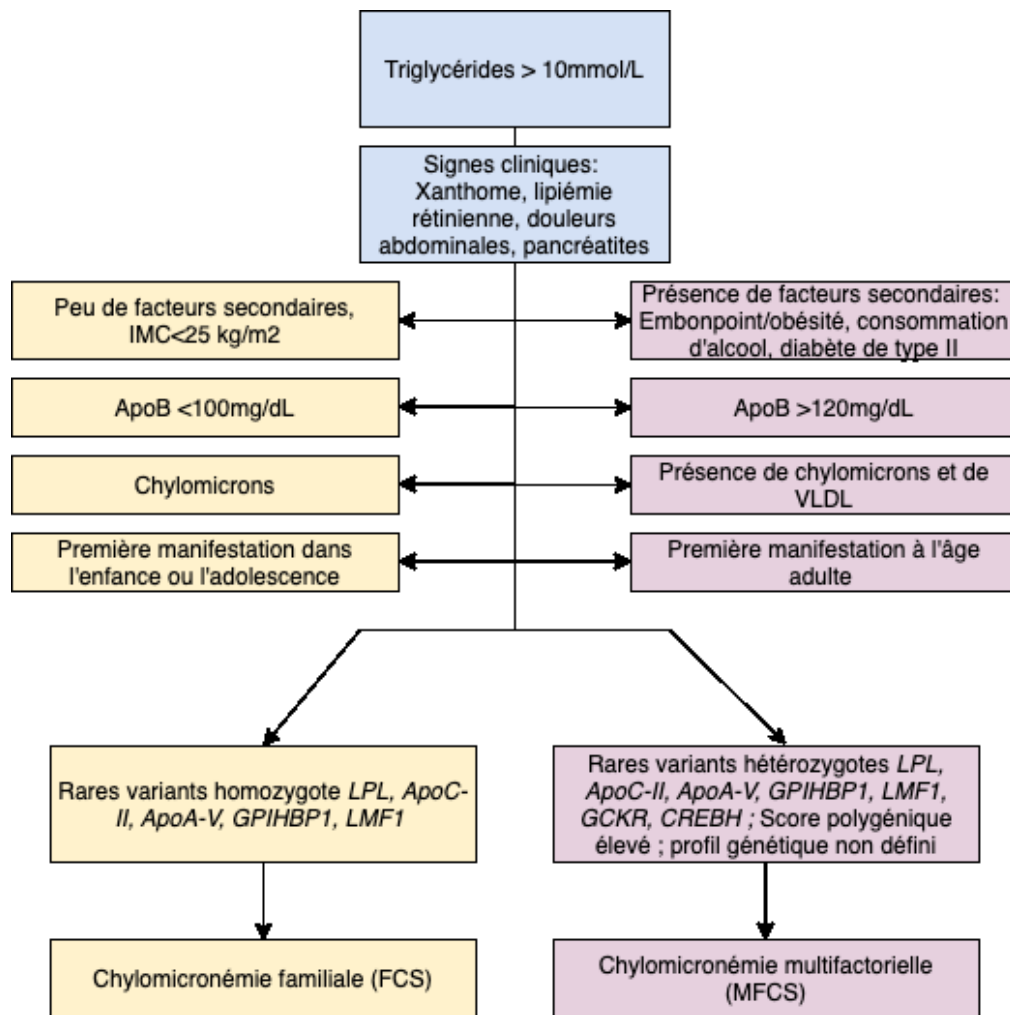 Triglycérides > 10mmol/L
Signes cliniques:
Xanthome, lipiémie
rétinienne, douleurs
abdominales, pancréatites
Peu de facteurs secondaires,
IMC<25 kg/m2
Présence de facteurs secondaires:
Embonpoint/obésité, consommation
d'alcool, diabète de type II
ApoB <100mg/dL
ApoB >120mg/dL
Chylomicrons
Présence de chylomicrons et de
VLDL
Première manifestation dans
l'enfance ou l'adolescence
Première manifestation à l'âge
adulte
Rares variants homozygote LPL, ApoC-
II, ApoA-V, GPIHBP1, LMF1
Rares variants hétérozygotes LPL,
ApoC-II, ApoA-V, GPIHBP1, LMF1,
GCKR, CREBH ; Score polygénique
élevé ; profil génétique non défini
Chylomicronémie familiale (FCS)
Chylomicronémie multifactorielle
(MFCS)